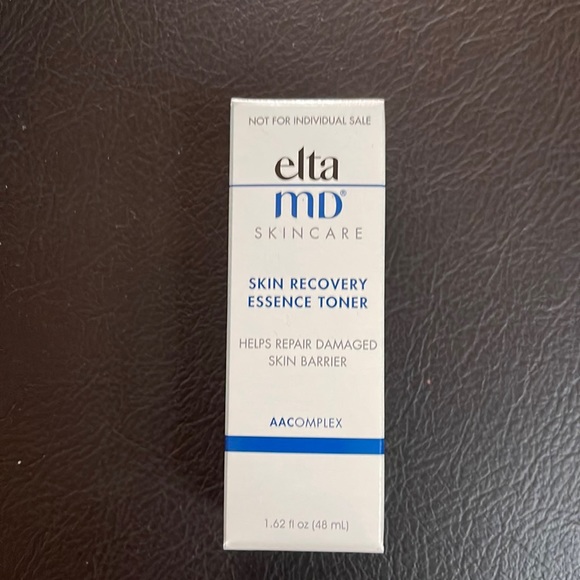 NOT FOR INDIVIDUAL SALE
elta
MD®
SKINCARE
SKIN RECOVERY
ESSENCE TONER
HELPS REPAIR DAMAGED
SKIN BARRIER
AACOMPLEX
1.62 fl oz (48 mL)